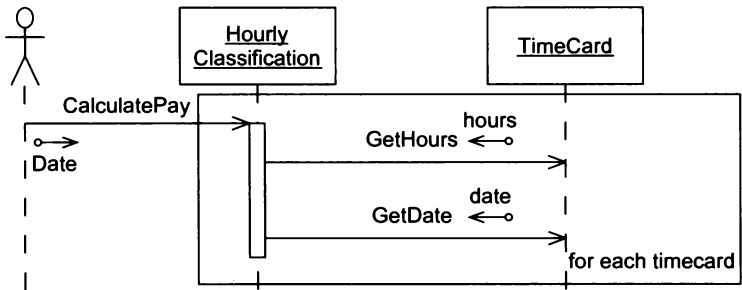 Hourly
Classification
TimeCard
CalculatePay
Date
hours
GetHours
date
GetDate
for each timecard